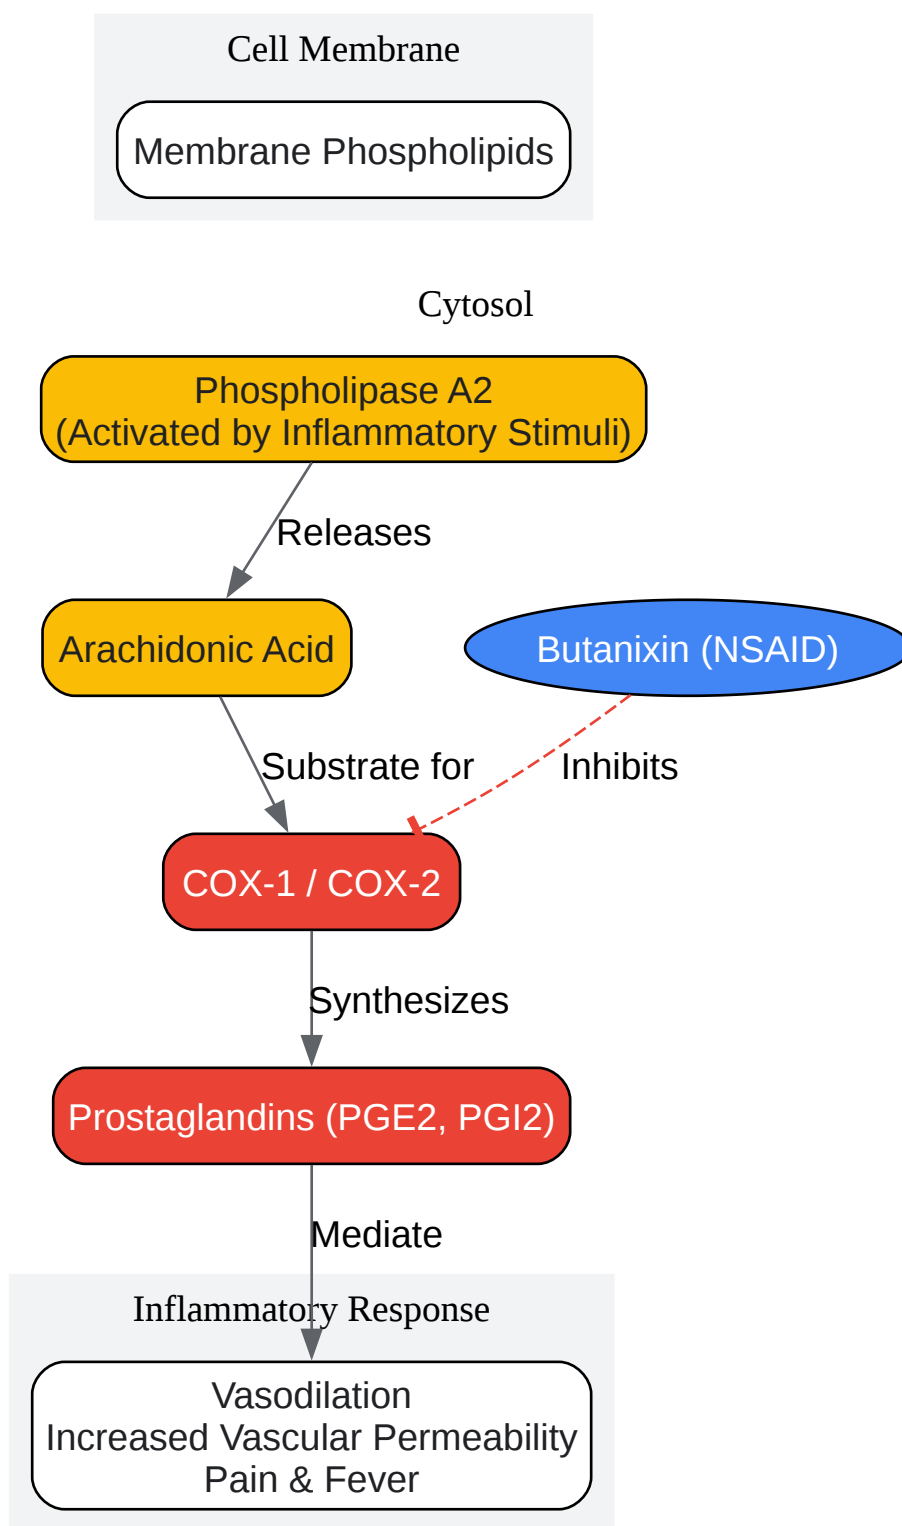 Cell Membrane
Membrane Phospholipids
Cytosol
Phospholipase A2
(Activated by Inflammatory Stimuli)
Releases
Arachidonic Acid
Butanixin (NSAID)
Substrate for
Inhibits
COX-1 / COX-2
Synthesizes
Prostaglandins (PGE2, PGI2)
Mediate
Inflammatory Response
Vasodilation
Increased Vascular Permeability
Pain & Fever